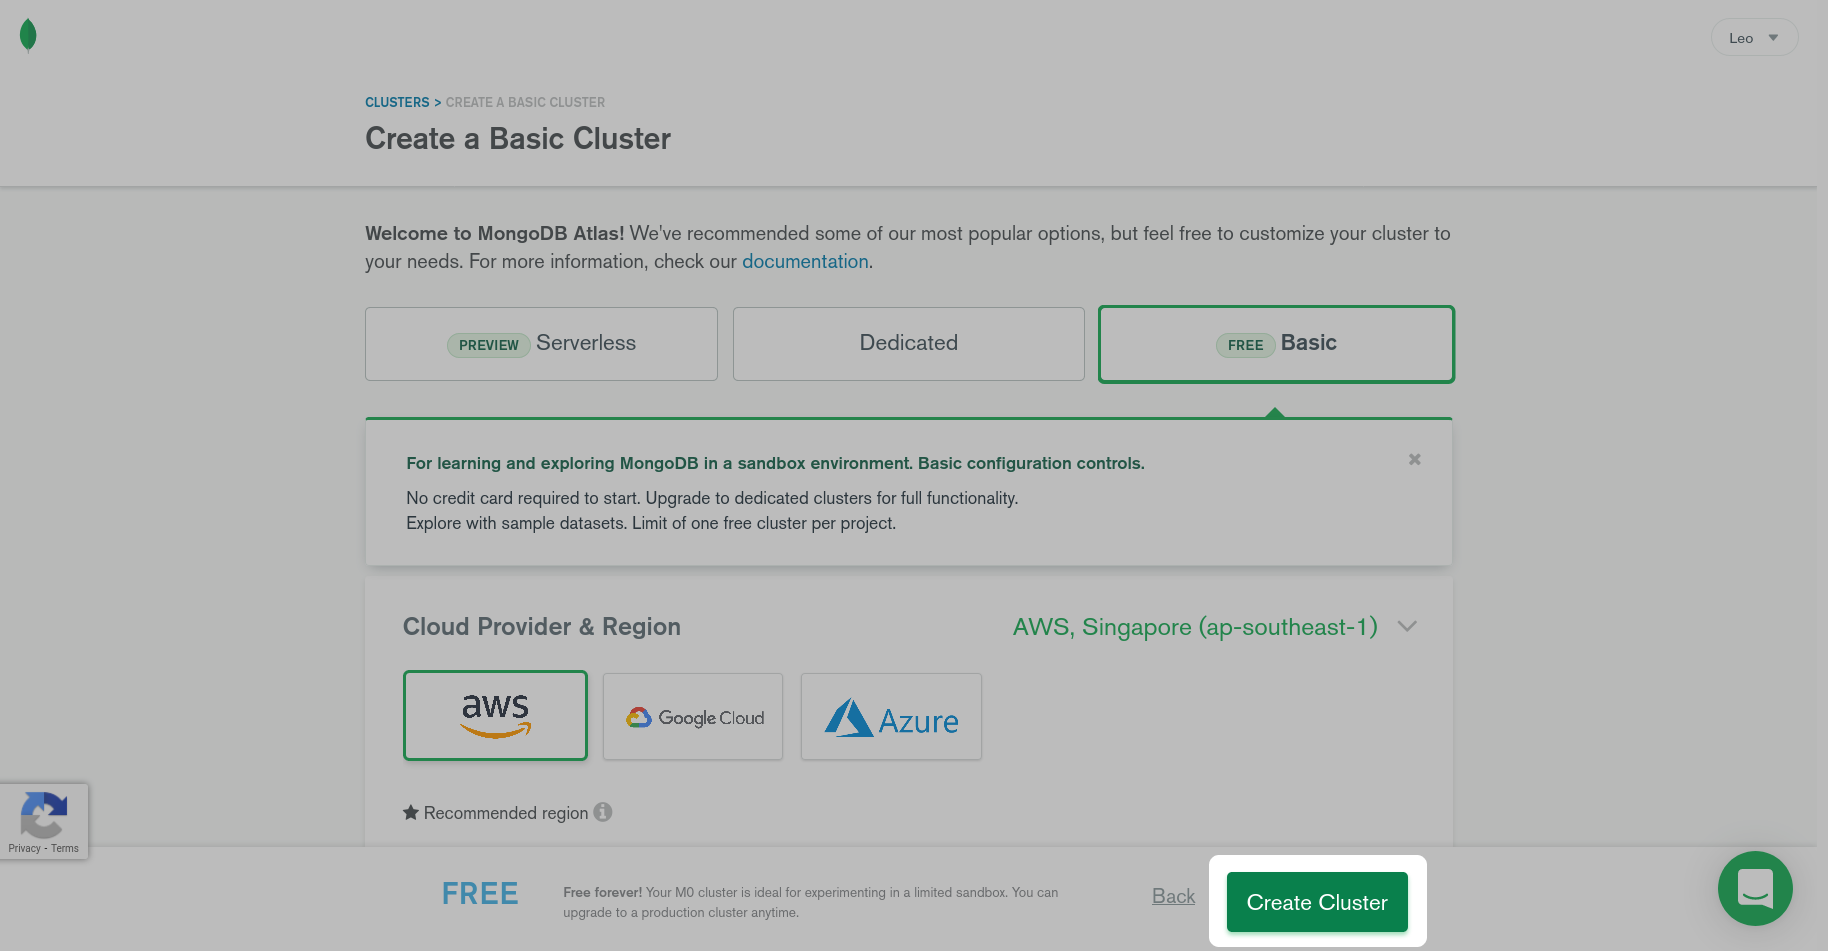 Leo
CLUSTERS > CREATE A BASIC CLUSTER
Create a Basic Cluster
Welcome to MongoDB Atlas! We've recommended some of our most popular options, but feel free to customize your cluster to
your needs. For more information, check our documentation.
PREVIEW Serverless
Dedicated
FREE Basic
For learning and exploring MongoDB in a sandbox environment. Basic configuration controls.
No credit card required to start. Upgrade to dedicated clusters for full functionality.
Explore with sample datasets. Limit of one free cluster per project.
Cloud Provider & Region
AWS, Singapore (ap-southeast-1)
aws
Google Cloud
Azure
Recommended region
Privacy - Terms
FREE
Free forever! Your M0 cluster is ideal for experimenting in a limited sandbox. You can
upgrade to a production cluster anytime.
Back
Create Cluster